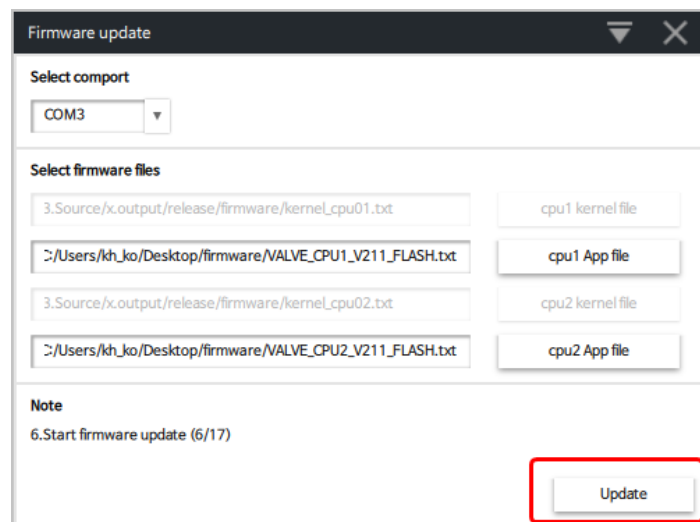 Firmware update
Select comport
COM3
Select firmware files
3.Source/x.output/release/firmware/kernel_cpu01.txt
cpu1 kernel file
C:/Users/kh_ko/Desktop/firmware/VALVE_CPU1_V211_FLASH.txt
cpu1 App file
3.Source/x.output/release/firmware/kernel_cpu02.txt
cpu2 kernel file
C:/Users/kh_ko/Desktop/firmware/VALVE_CPU2_V211_FLASH.txt
cpu2 App file
Note
6.Start firmware update (6/17)
Update